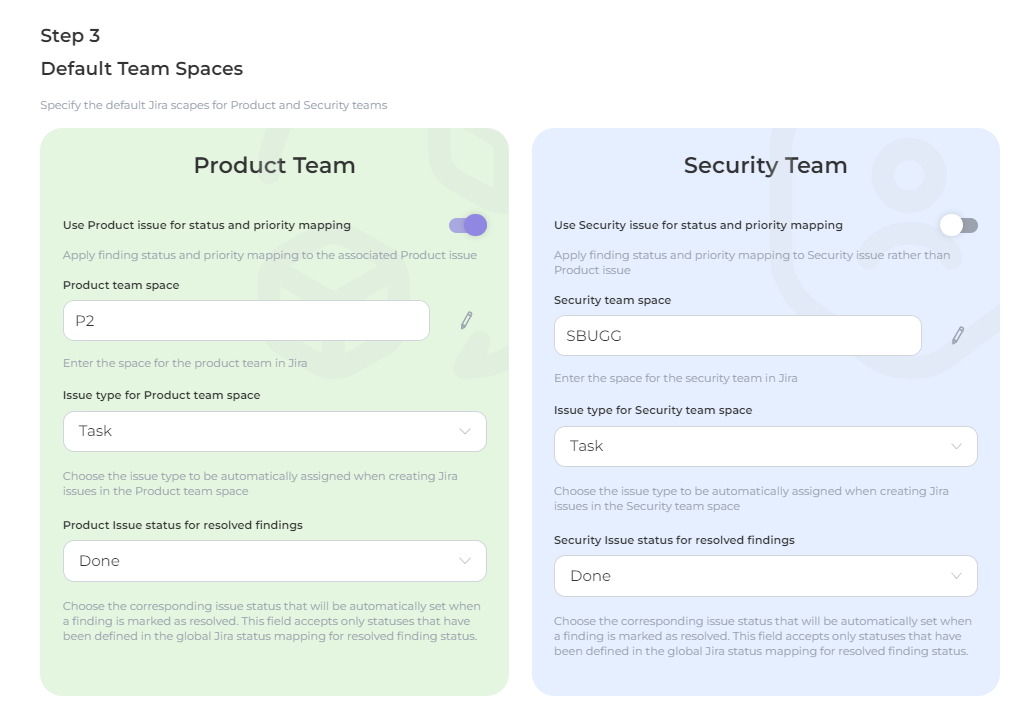 Step 3
Default Team Spaces
Specify the default Jira scapes for Product and Security teams
Product Team
Use Product issue for status and priority mapping
Apply finding status and priority mapping to the associated Product issue
Product team space
P2
Enter the space for the product team in Jira
Issue type for Product team space
Task
Choose the issue type to be automatically assigned when creating Jira
issues in the Product team space
Product Issue status for resolved findings
Done
Choose the corresponding issue status that will be automatically set when
a finding is marked as resolved. This field accepts only statuses that have
been defined in the global Jira status mapping for resolved finding status.
Security Team
Use Security issue for status and priority mapping
Apply finding status and priority mapping to Security issue rather than
Product issue
Security team space
SBUGG
Enter the space for the security team in Jira
Issue type for Security team space
Task
Choose the issue type to be automatically assigned when creating Jira
issues in the Security team space
Security Issue status for resolved findings
Done
Choose the corresponding issue status that will be automatically set when
a finding is marked as resolved. This field accepts only statuses that have
been defined in the global Jira status mapping for resolved finding status.